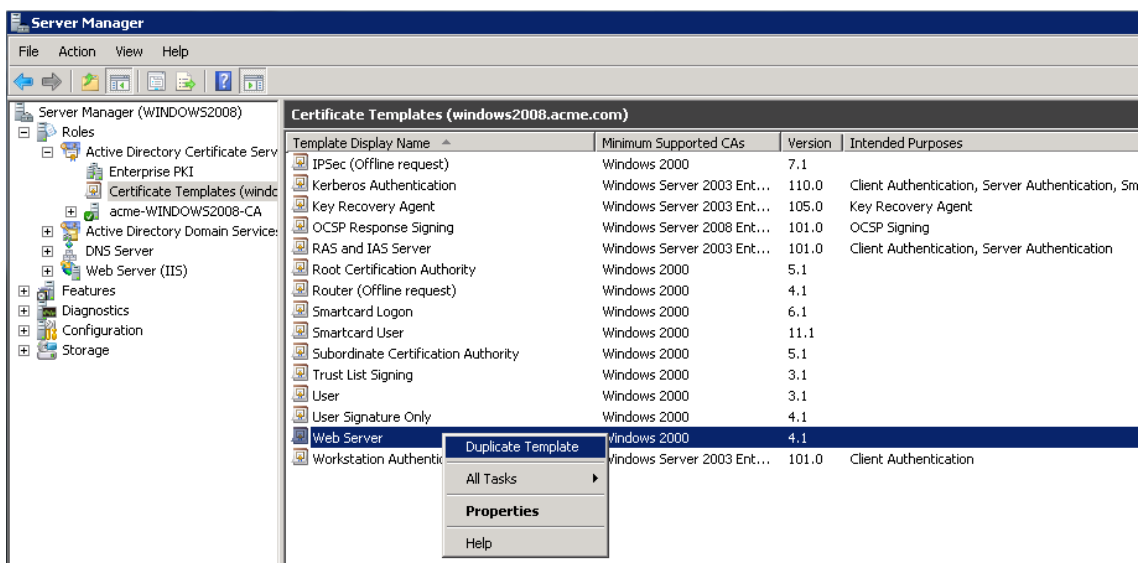 Server Manager
File Action View Help
Server Manager (WINDOWS2008)
Roles
Active Directory Certificate Serv
Enterprise PKI
Certificate Templates (windc
acme-WINDOWS2008-CA
Active Directory Domain Service
DNS Server
Web Server (IIS)
Features
Diagnostics
Configuration
Storage
Certificate Templates (windows2008.acme.com)
Template Display Name Minimum Supported CAs Version Intended Purposes
IPSec (Offline request) Windows 2000 7.1
Kerberos Authentication Windows Server 2003 Ent... 110.0 Client Authentication, Server Authentication, Sm
Key Recovery Agent Windows Server 2003 Ent... 105.0 Key Recovery Agent
OCSP Response Signing Windows Server 2008 Ent... 101.0 OCSP Signing
RAS and IAS Server Windows Server 2003 Ent... 101.0 Client Authentication, Server Authentication
Root Certification Authority Windows 2000 5.1
Router (Offline request) Windows 2000 4.1
Smartcard Logon Windows 2000 6.1
Smartcard User Windows 2000 11.1
Subordinate Certification Authority Windows 2000 5.1
Trust List Signing Windows 2000 3.1
User Windows 2000 3.1
User Signature Only Windows 2000 4.1
Web Server Windows 2000 4.1
Workstation Authentic Windows Server 2003 Ent... 101.0 Client Authentication
Duplicate Template
All Tasks
Properties
Help